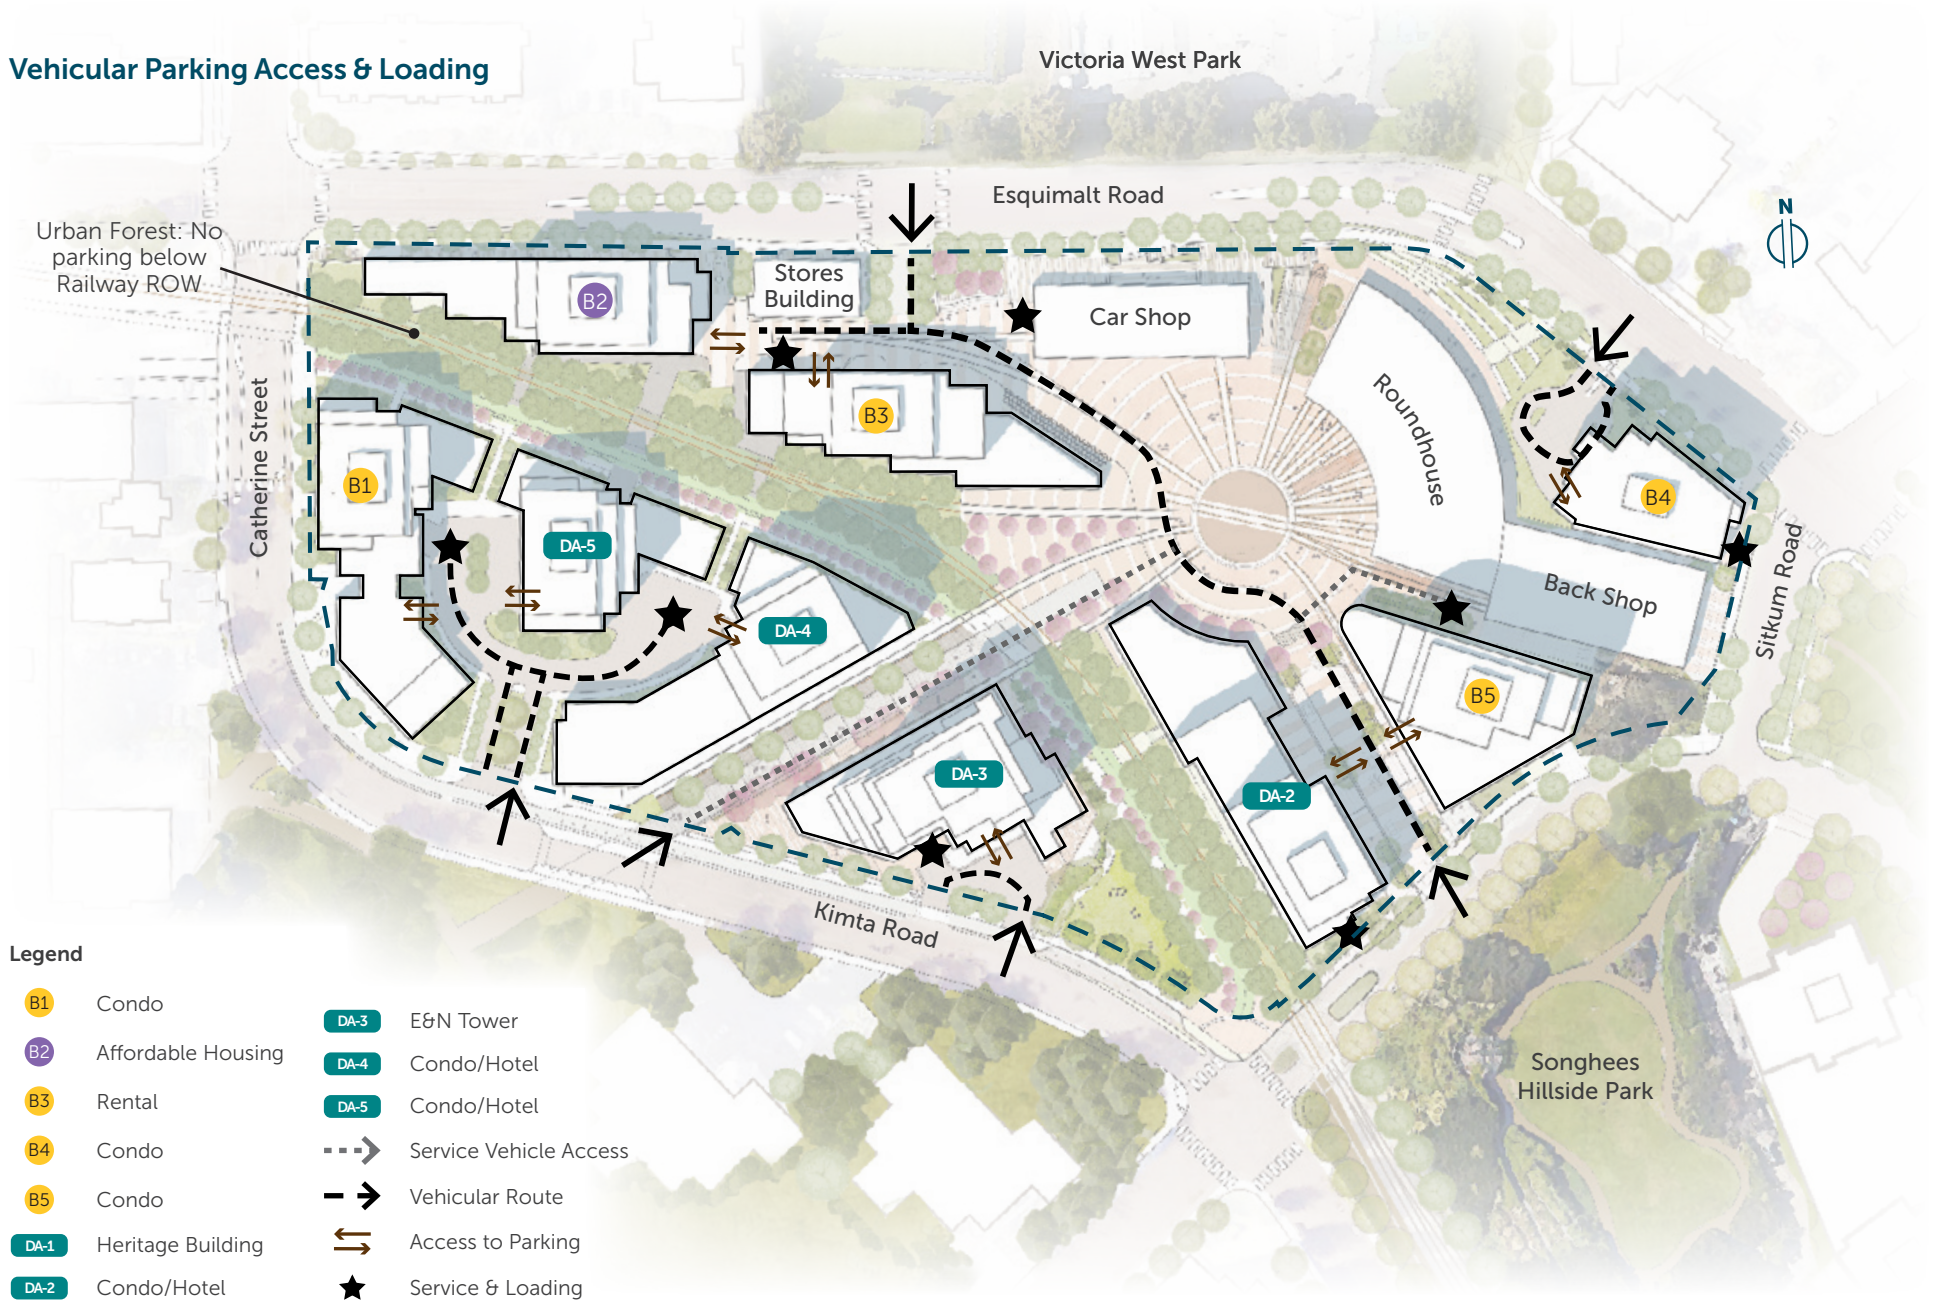 Vehicular Parking Access & Loading
Victoria West Park
Esquimalt Road
N
Urban Forest: No
parking below
Railway ROW
Stores
Building
B2
Car Shop
Roundhouse
B3
B4
Catherine Street
B1
DA-5
Back Shop
Sitkum Road
DA-4
B5
DA-3
DA-2
Kimta Road
Songhees
Hillside Park
Legend
B1 Condo
B2 Affordable Housing
B3 Rental
B4 Condo
B5 Condo
DA-1 Heritage Building
DA-2 Condo/Hotel
DA-3 E&N Tower
DA-4 Condo/Hotel
DA-5 Condo/Hotel
Service Vehicle Access
Vehicular Route
Access to Parking
Service & Loading